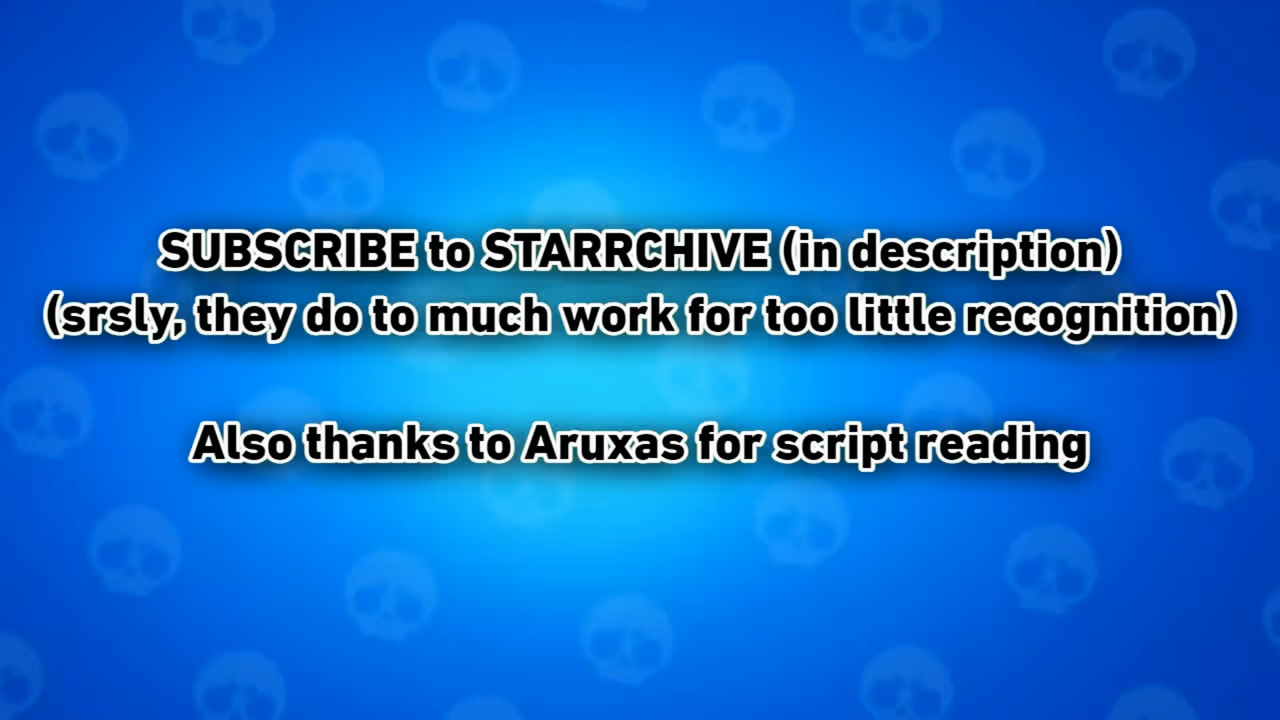 SUBSCRIBE to STARRCHIVE (in description)
(srsly, they do to much work for too little recognition)
Also thanks to Aruxas for script reading